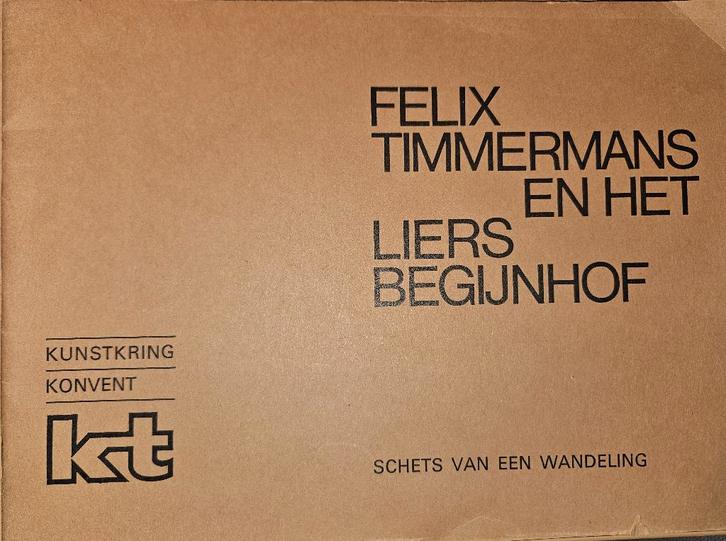 FELIX
TIMMERMANS
EN HET
LIERS
BEGIJNHOF
KUNSTKRING
KONVENT
kt
SCHETS VAN EEN WANDELING